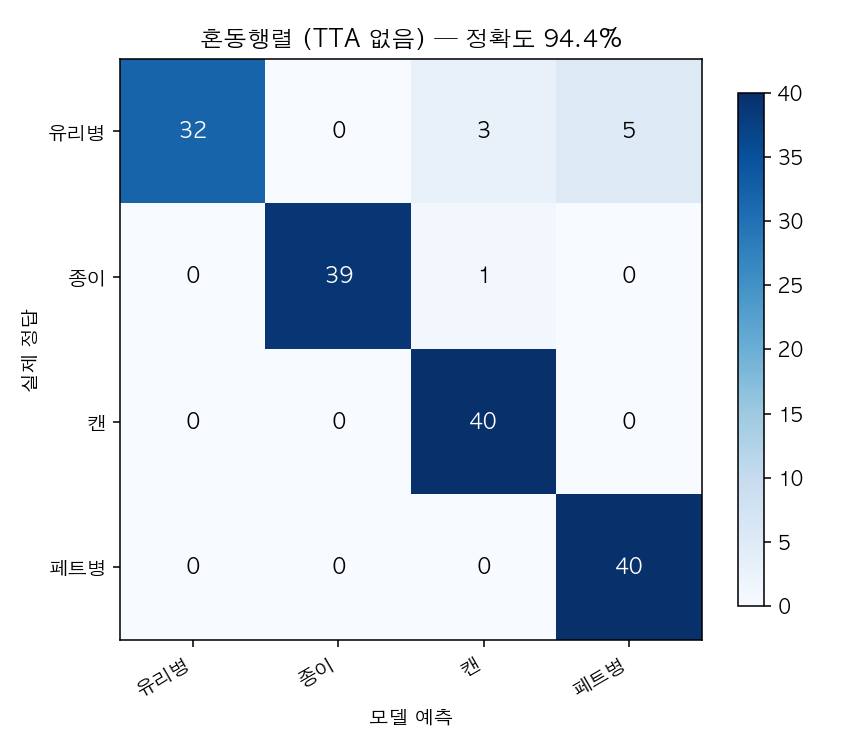 혼동행렬 (TTA 없음) — 정확도 94.4%
유리병 32 0 3 5
종이 0 39 1 0
캔 0 0 40 0
페트병 0 0 0 40
유리병 종이 캔 페트병
모델 예측
실제 정답
40
35
30
25
20
15
10
5
0